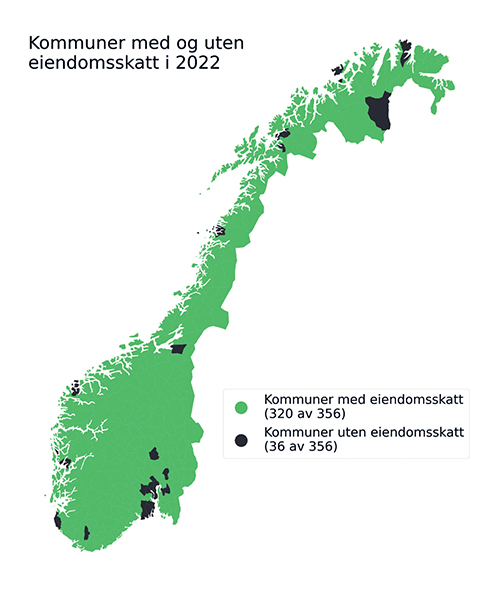 Kommuner med og uten
eiendomsskatt i 2022
Kommuner med eiendomsskatt
(320 av 356)
Kommuner uten eiendomsskatt
(36 av 356)